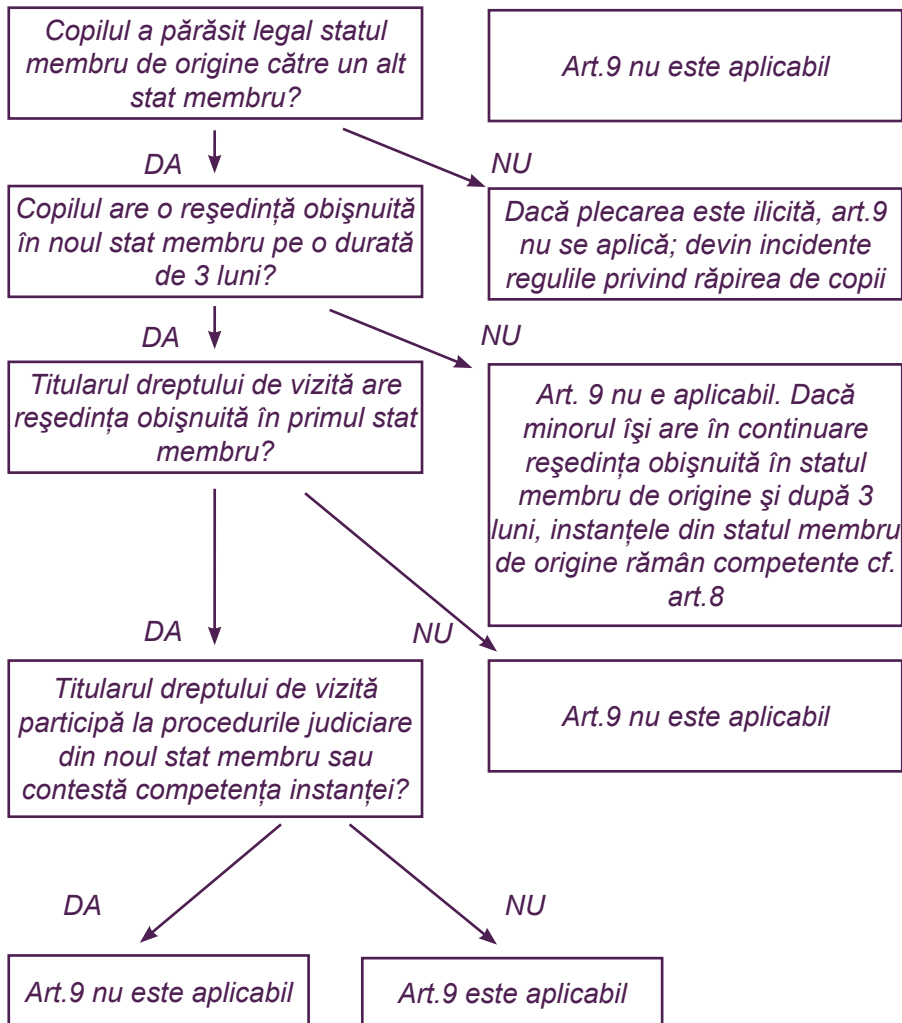 Copilul a părăsit legal statul
membru de origine către un alt
stat membru?
Art.9 nu este aplicabil
DA
NU
Copilul are o reşedință obişnuită
în noul stat membru pe o durată
de 3 luni?
Dacă plecarea este ilicită, art.9
nu se aplică; devin incidente
regulile privind răpirea de copii
DA
NU
Titularul dreptului de vizită are
reşedința obişnuită în primul stat
membru?
Art. 9 nu e aplicabil. Dacă
minorul îşi are în continuare
reşedința obişnuită în statul
membru de origine şi după 3
luni, instanțele din statul membru
de origine rămân competente cf.
art.8
DA
NU
Titularul dreptului de vizită
participă la procedurile judiciare
din noul stat membru sau
contestă competența instanței?
Art.9 nu este aplicabil
DA
NU
Art.9 nu este aplicabil
Art.9 este aplicabil